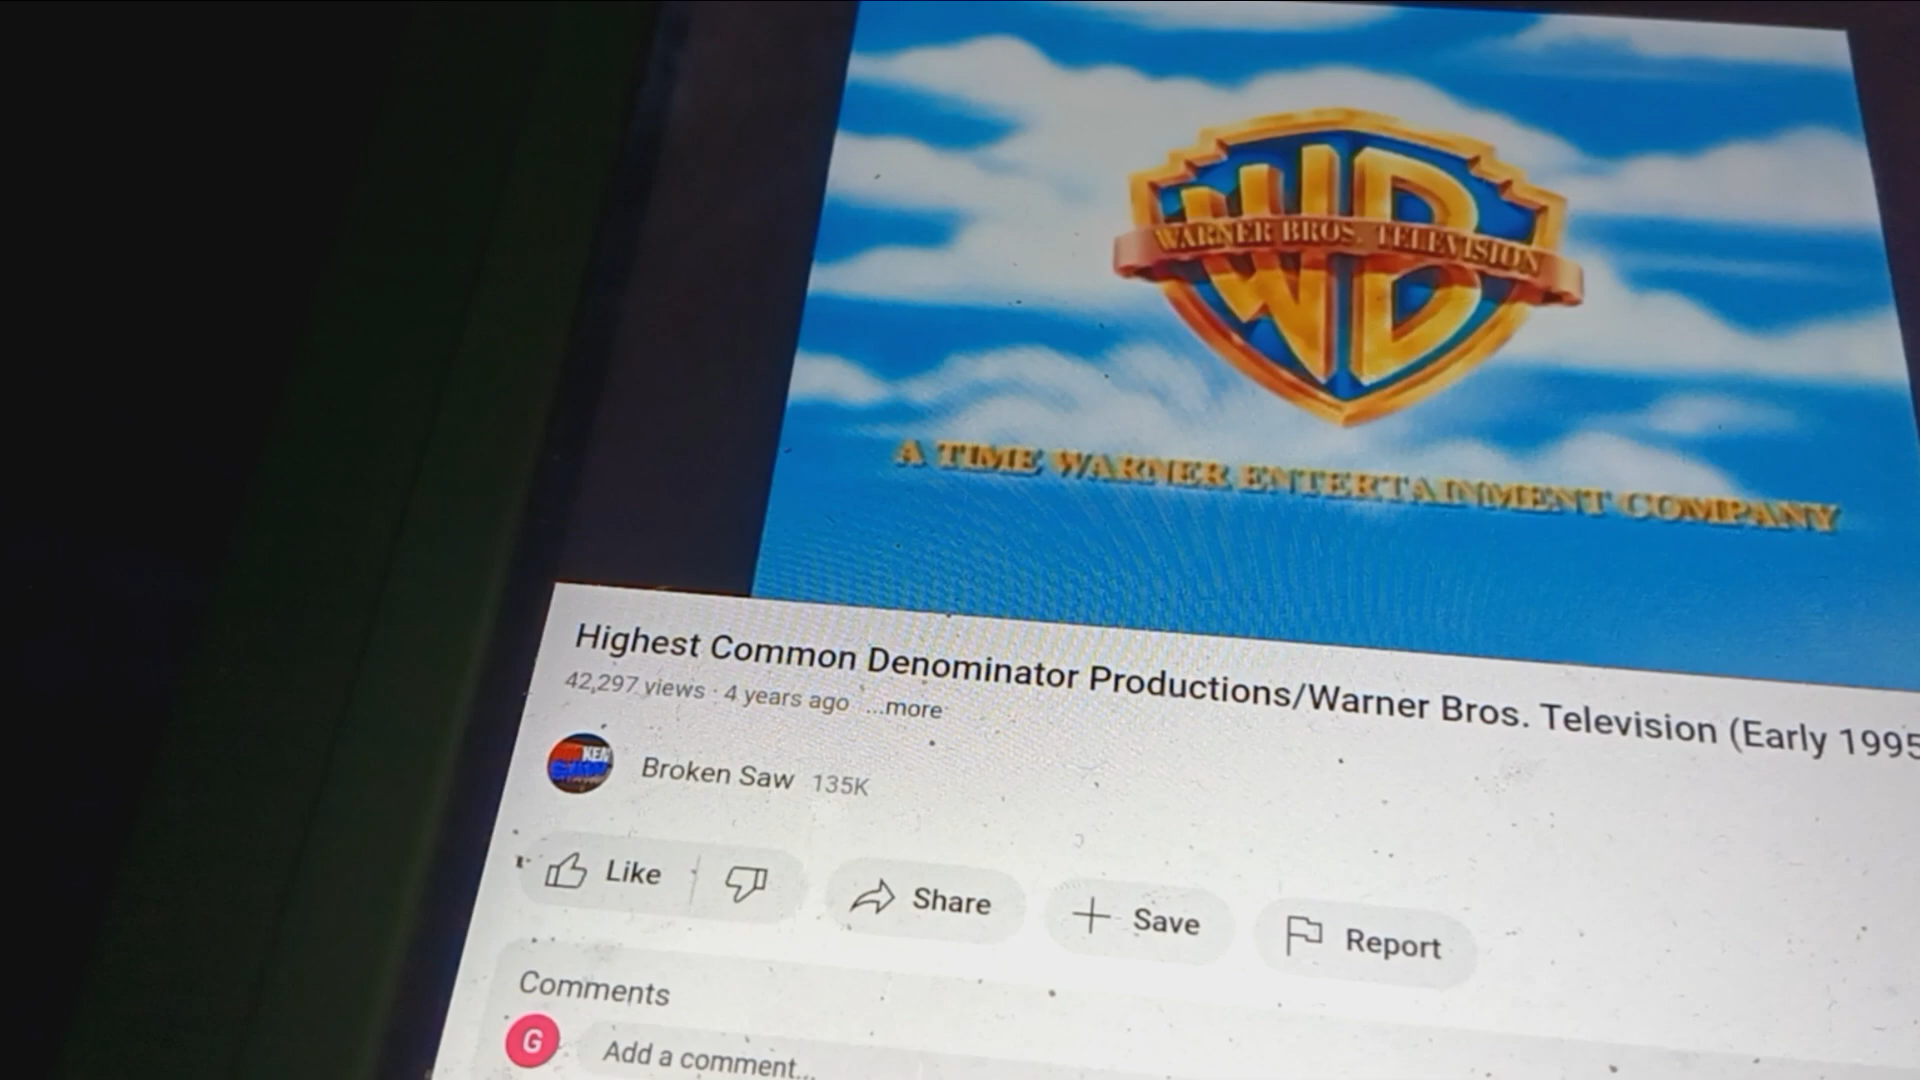 WB
WARNER BROS. TELEVISION
A TIME WARNER ENTERTAINMENT COMPANY
Highest Common Denominator Productions/Warner Bros. Television (Early 1995
42,297 views · 4 years ago ...more
Broken Saw 135K
Like Share Save Report
Comments
G Add a comment...